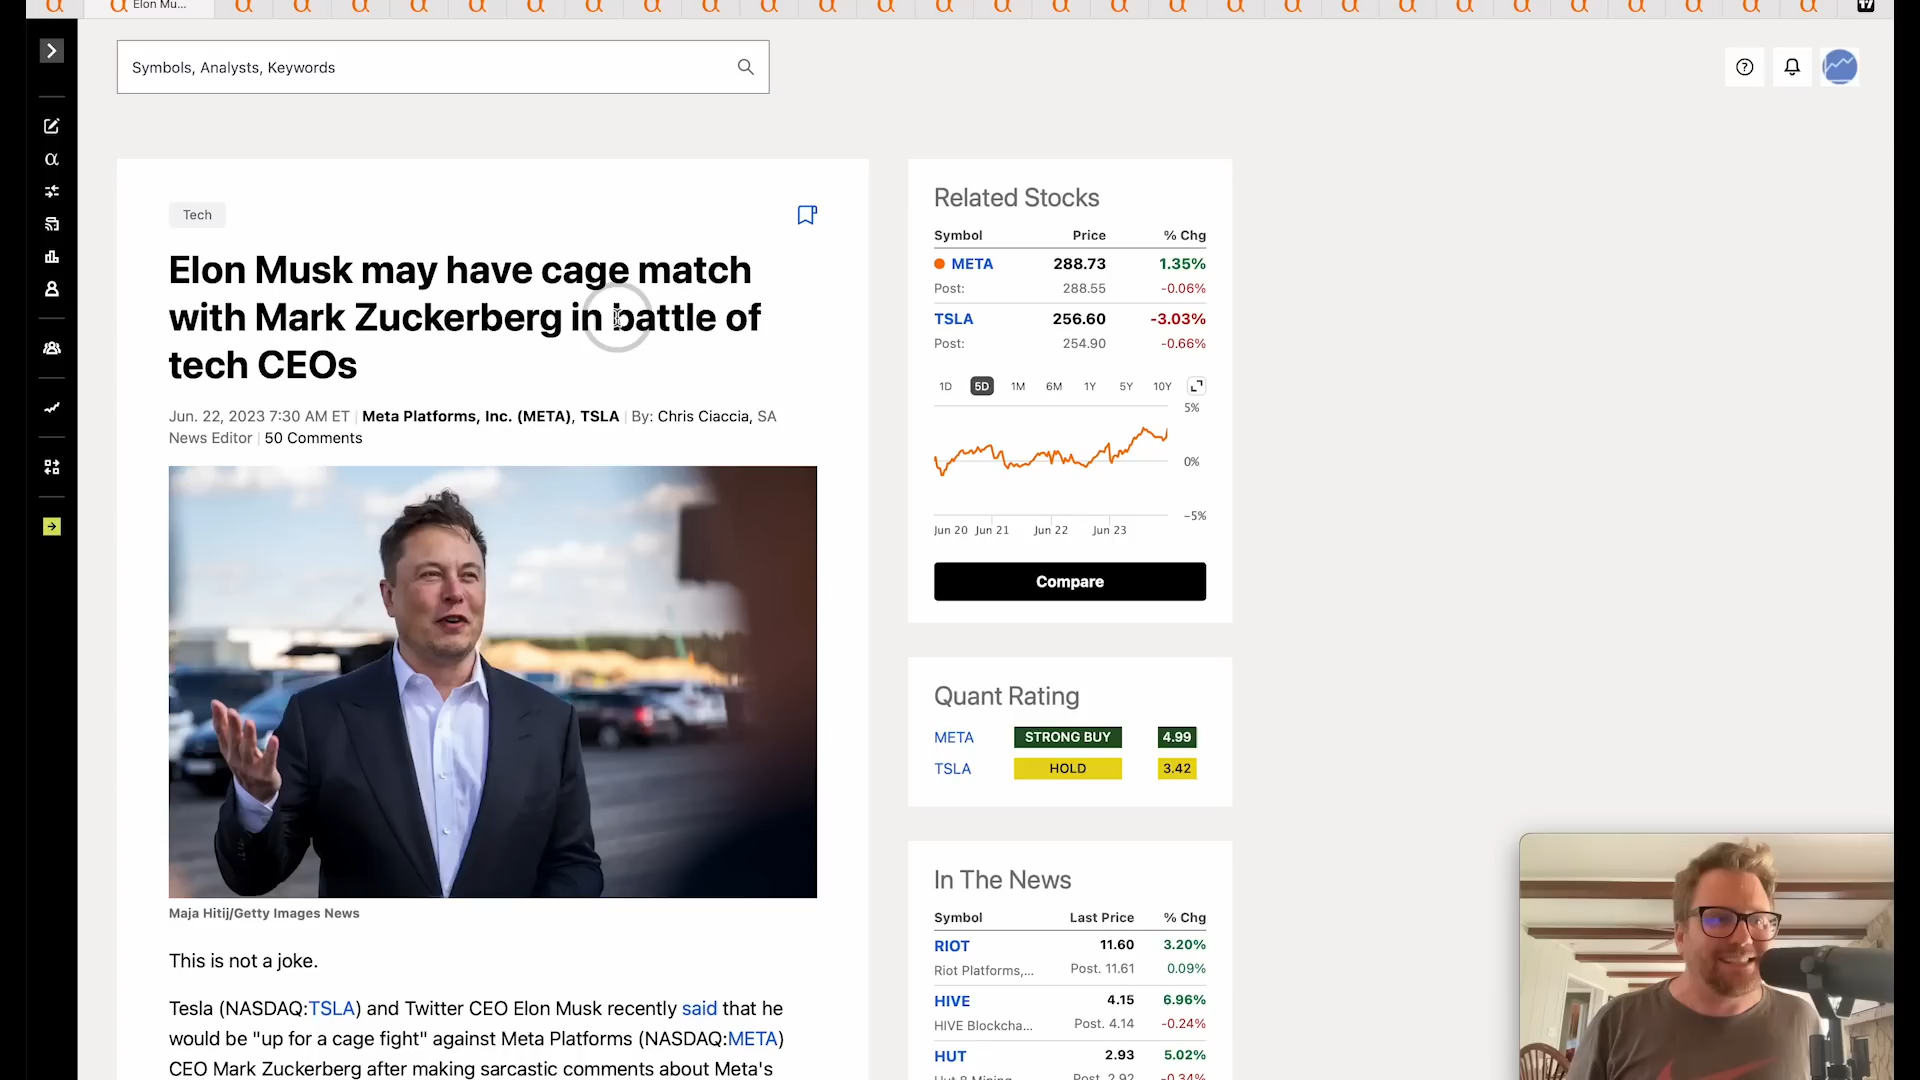 Elon Mu...
Symbols, Analysts, Keywords
Tech
Elon Musk may have cage match
with Mark Zuckerberg in battle of
tech CEOs
Jun. 22, 2023 7:30 AM ET | Meta Platforms, Inc. (META), TSLA | By: Chris Ciaccia, SA
News Editor | 50 Comments
Maja Hitij/Getty Images News
This is not a joke.
Tesla (NASDAQ:TSLA) and Twitter CEO Elon Musk recently said that he
would be "up for a cage fight" against Meta Platforms (NASDAQ:META)
CEO Mark Zuckerberg after making sarcastic comments about Meta's
Related Stocks
Symbol Price % Chg
META 288.73 1.35%
Post: 288.55 -0.06%
TSLA 256.60 -3.03%
Post: 254.90 -0.66%
1D 5D 1M 6M 1Y 5Y 10Y
5%
0%
-5%
Jun 20 Jun 21 Jun 22 Jun 23
Compare
Quant Rating
META STRONG BUY 4.99
TSLA HOLD 3.42
In The News
Symbol Last Price % Chg
RIOT 11.60 3.20%
Riot Platforms,... Post. 11.61 0.09%
HIVE 4.15 6.96%
HIVE Blockcha... Post. 4.14 -0.24%
HUT 2.93 5.02%
Hut 8 Mining Post. 2.92 -0.34%